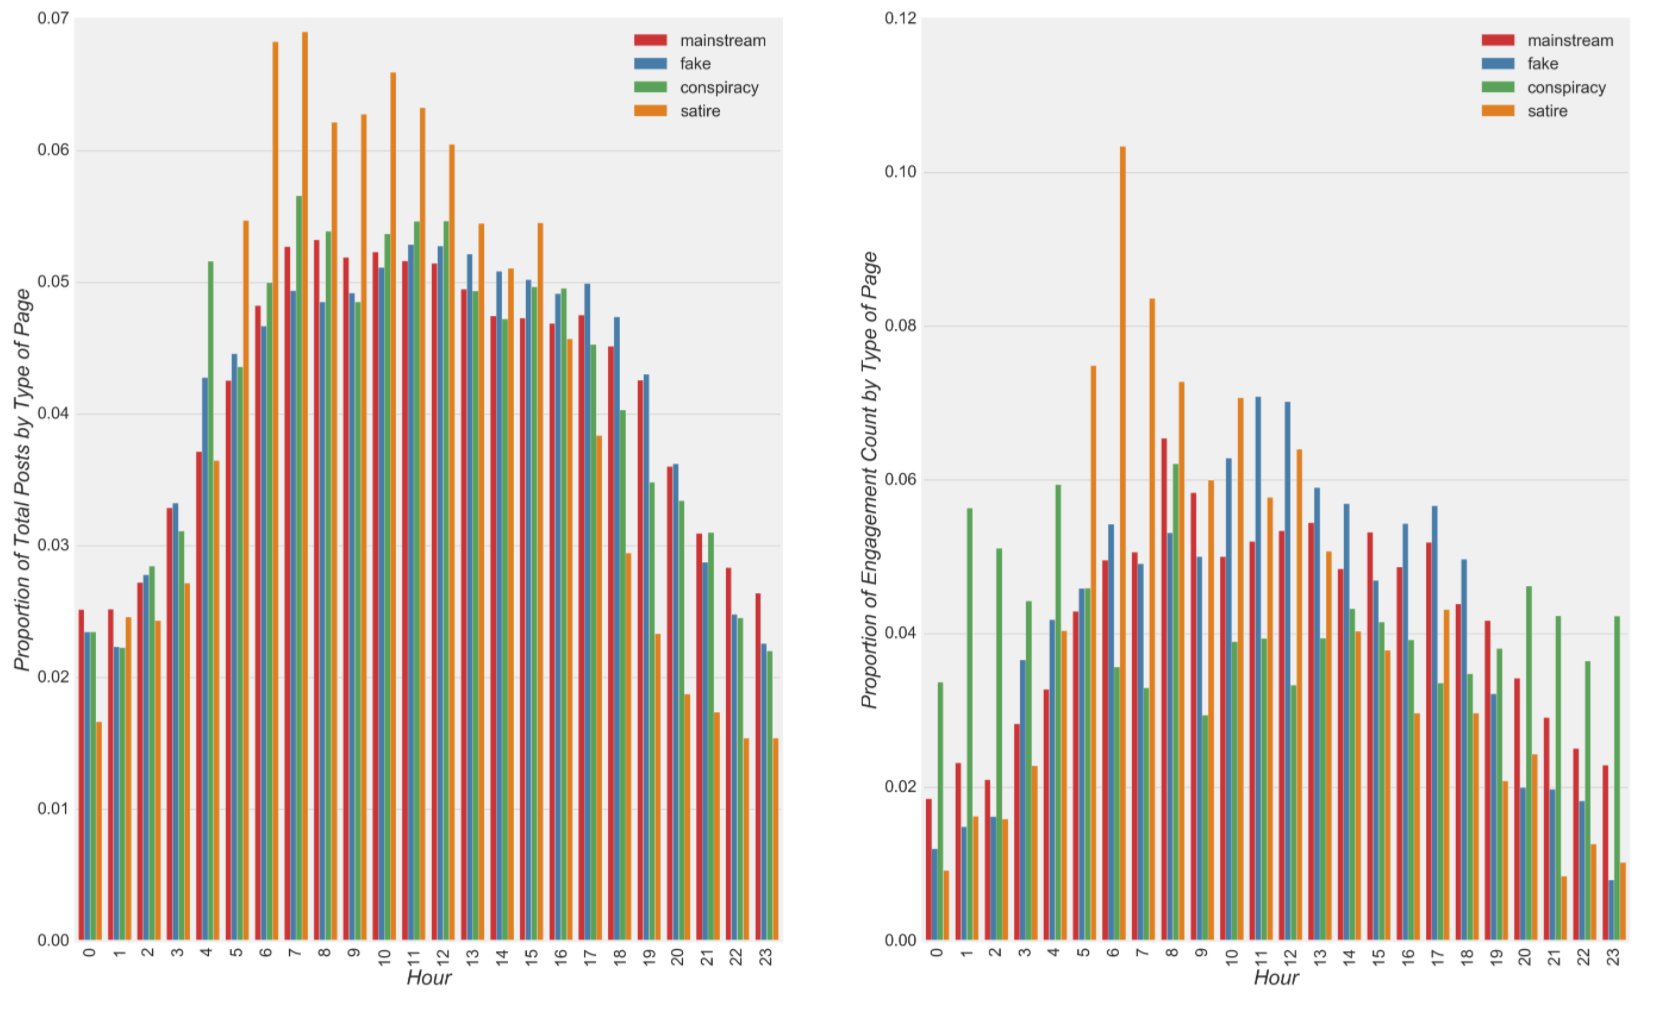 0.07
0.06
0.05
0.04
0.03
0.02
0.01
0.00
Proportion of Total Posts by Type of Page
mainstream
fake
conspiracy
satire
0 1 2 3 4 5 6 7 8 9 10 11 12 13 14 15 16 17 18 19 20 21 22 23
Hour
0.12
0.10
0.08
0.06
0.04
0.02
0.00
Proportion of Engagement Count by Type of Page
mainstream
fake
conspiracy
satire
0 1 2 3 4 5 6 7 8 9 10 11 12 13 14 15 16 17 18 19 20 21 22 23
Hour